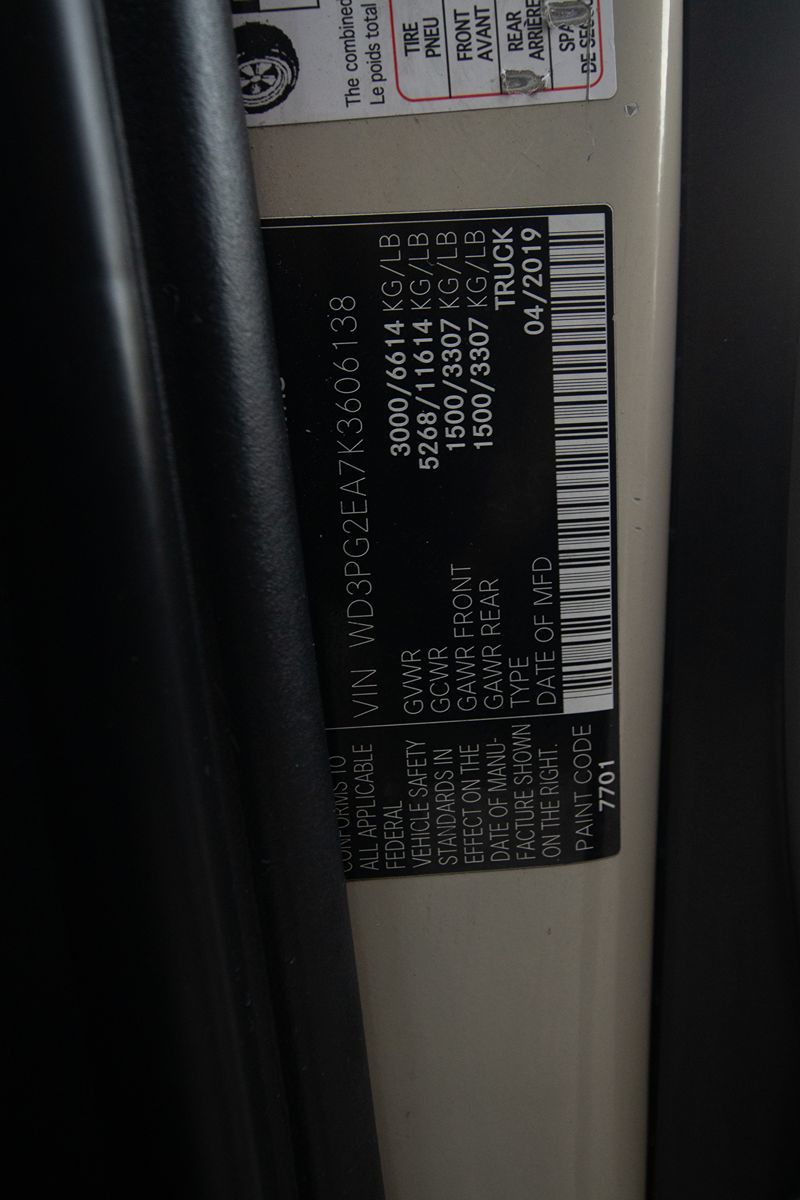 CONFORMS TO
ALL APPLICABLE
FEDERAL
VEHICLE SAFETY
STANDARDS IN
EFFECT ON THE
DATE OF MANU-
FACTURE SHOWN
ON THE RIGHT.
PAINT CODE
7701
VIN WD3PG2EA7K3606138
GVWR 3000/6614 KG/LB
GCWR 5268/11614 KG/LB
GAWR FRONT 1500/3307 KG/LB
GAWR REAR 1500/3307 KG/LB
TYPE TRUCK
DATE OF MFD 04/2019
The combined
Le poids total
TIRE
PNEU
FRONT
AVANT
REAR
ARRIÈRE
DE